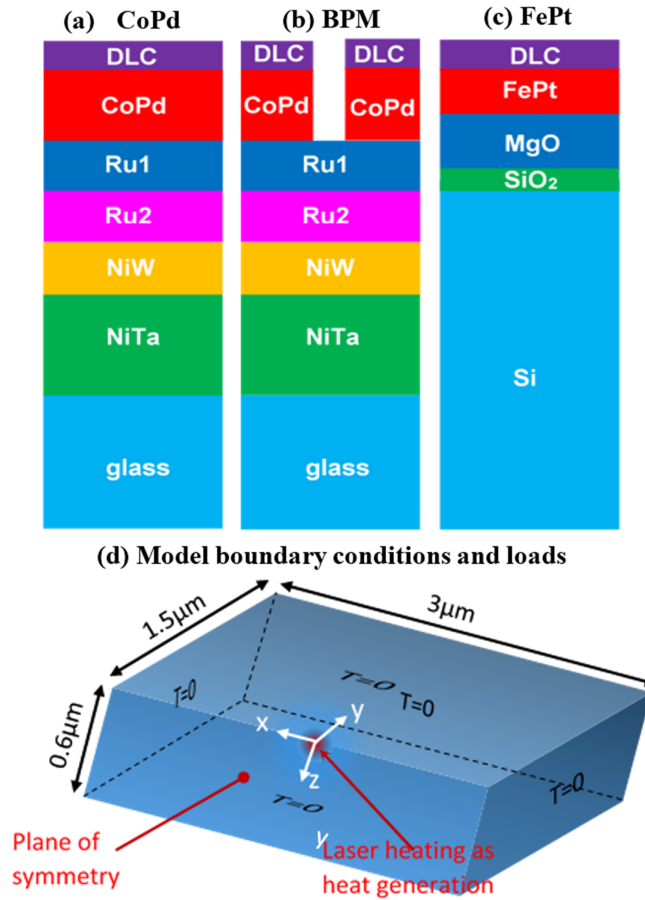 (a) CoPd
DLC
CoPd
Ru1
Ru2
NiW
NiTa
glass
(b) BPM
DLC DLC
CoPd CoPd
Ru1
Ru2
NiW
NiTa
glass
(c) FePt
DLC
FePt
MgO
SiO₂
Si
(d) Model boundary conditions and loads
1.5μm
3μm
0.6μm
T=0
T=0
T=0
T=0
T=0
x
y
z
y
Plane of
symmetry
Laser heating as
heat generation